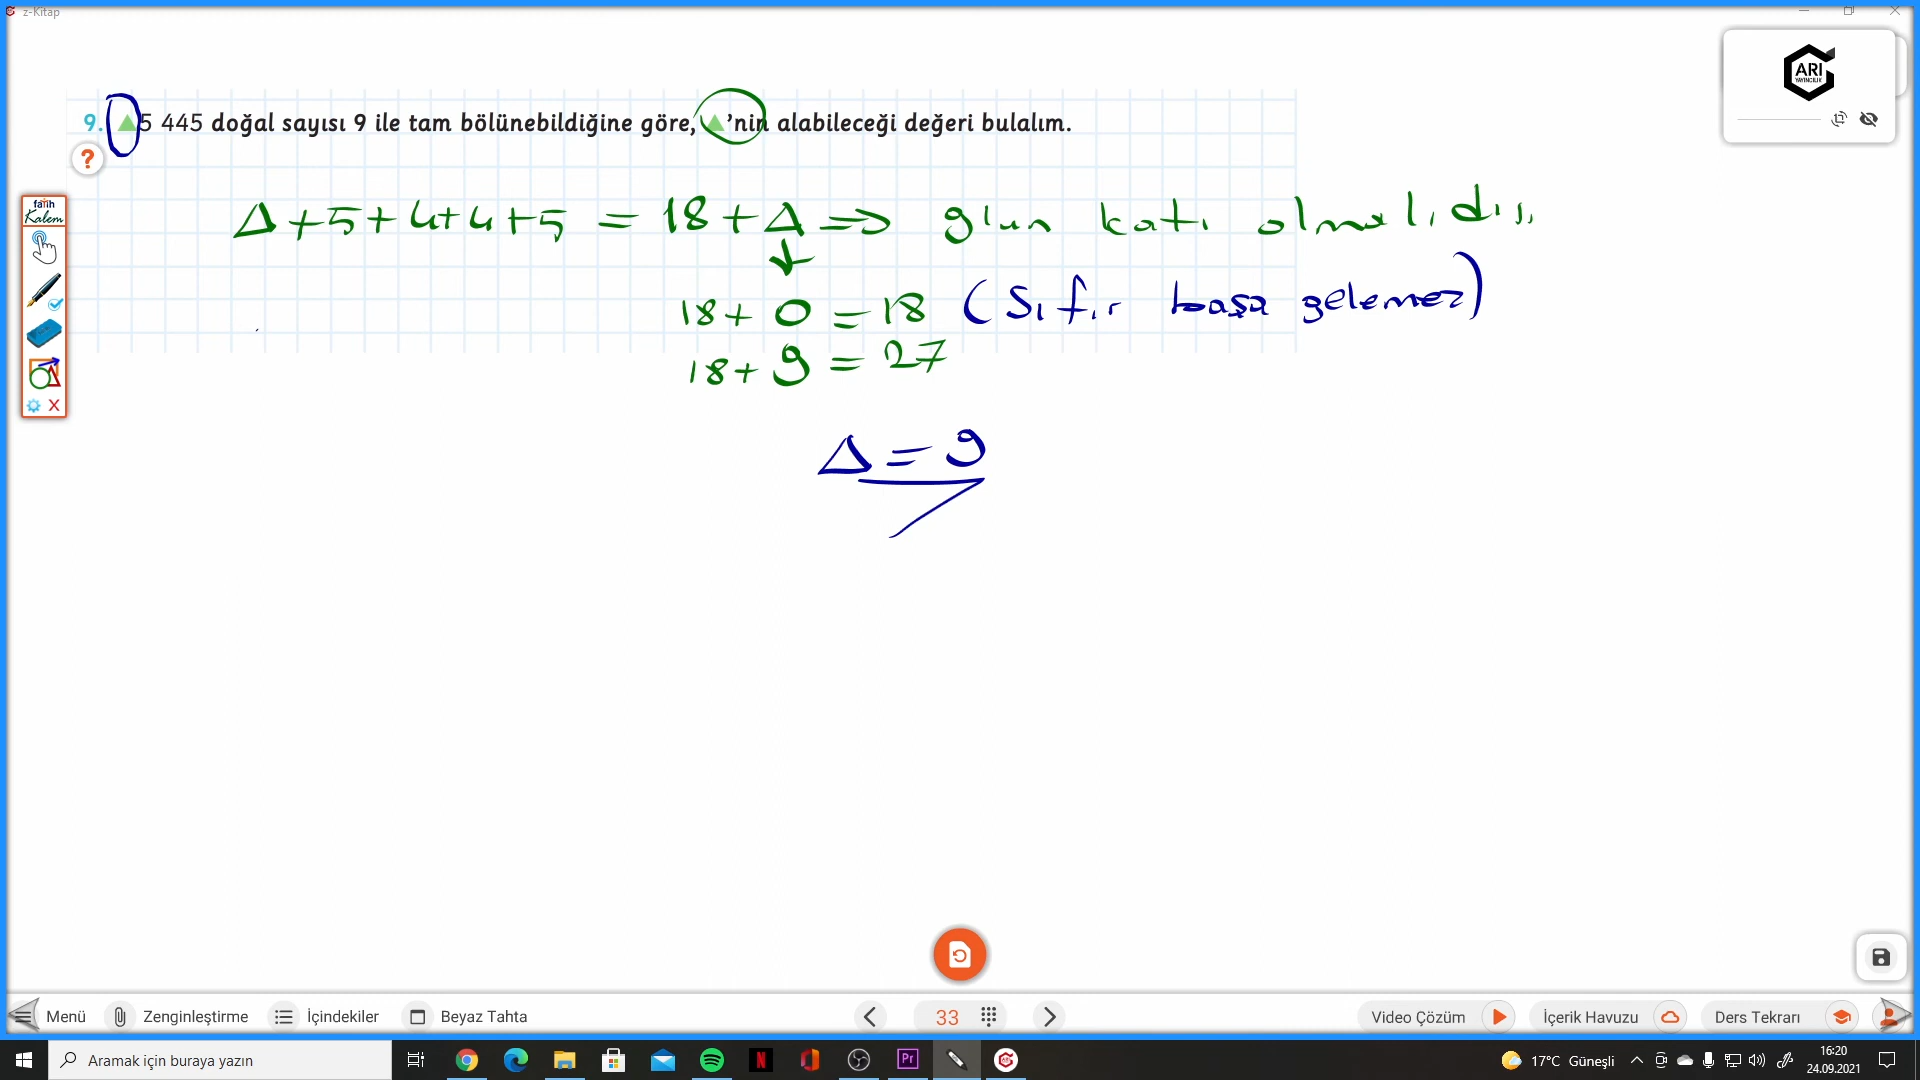 z-Kitap
ARI
YAYINCILIK
9. ▲5 445 doğal sayısı 9 ile tam bölünebildiğine göre, ▲'nin alabileceği değeri bulalım.
?
fatih
Kalem
Δ+5+4+4+5 = 18+Δ ⇒ 9'un katı olmalıdır.
18+0=18 (Sıfır başa gelemez)
18+9=27
Δ=9
Menü Zenginleştirme İçindekiler Beyaz Tahta 33 Video Çözüm İçerik Havuzu Ders Tekrarı
Aramak için buraya yazın 17°C Güneşli 16:20
24.09.2021